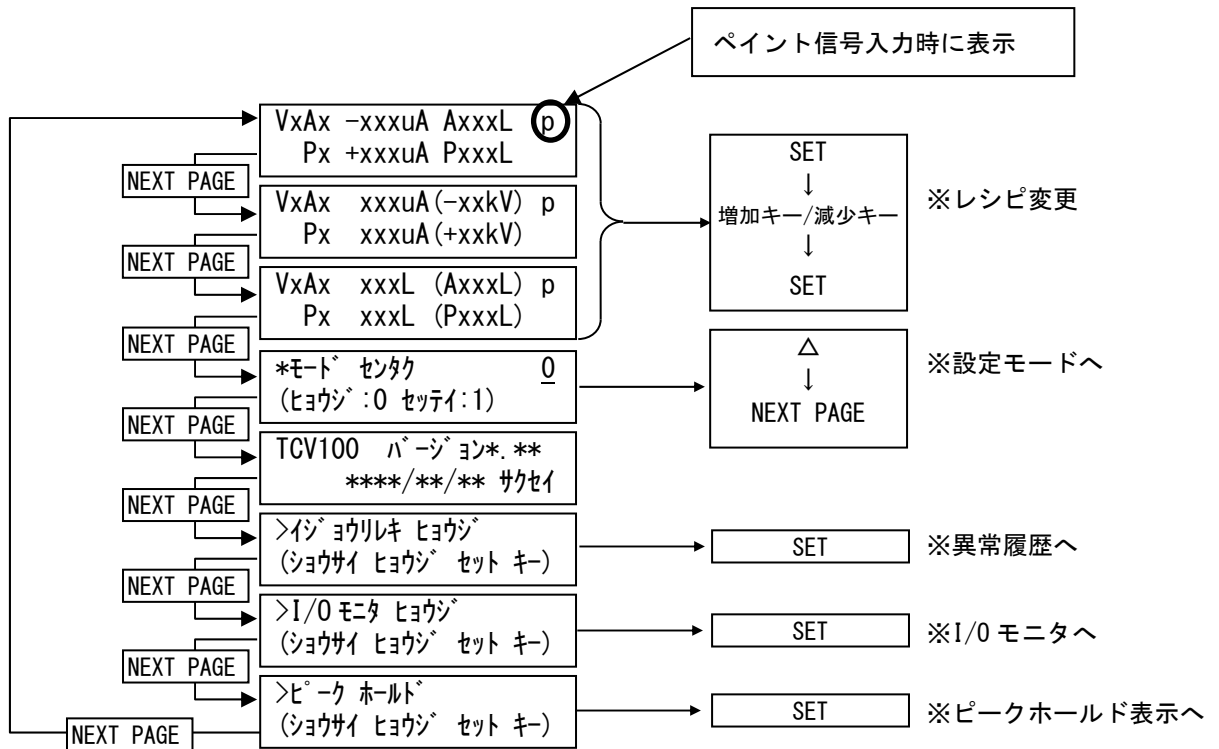 ペイント信号入力時に表示
VxAx -xxxuA AxxxL p
Px +xxxuA PxxxL
NEXT PAGE
VxAx xxxuA(-xxkV) p
Px xxxuA(+xxkV)
NEXT PAGE
VxAx xxxL (AxxxL) p
Px xxxL (PxxxL)
SET
↓
増加キー/減少キー
↓
SET
※レシピ変更
NEXT PAGE
*ﾓｰﾄﾞ ｾﾝﾀｸ 0
(ﾋｮｳｼﾞ:0 ｾｯﾃｲ:1)
△
↓
NEXT PAGE
※設定モードへ
NEXT PAGE
TCV100 ﾊﾞｰｼﾞｮﾝ*.**
****/**/** ｻｸｾｲ
NEXT PAGE
>ｲｼﾞｮｳﾘﾚｷ ﾋｮｳｼﾞ
(ｼｮｳｻｲ ﾋｮｳｼﾞ ｾｯﾄ ｷｰ)
SET
※異常履歴へ
NEXT PAGE
>I/O ﾓﾆﾀ ﾋｮｳｼﾞ
(ｼｮｳｻｲ ﾋｮｳｼﾞ ｾｯﾄ ｷｰ)
SET
※I/O モニタへ
NEXT PAGE
>ﾋﾟｰｸ ﾎｰﾙﾄﾞ
(ｼｮｳｻｲ ﾋｮｳｼﾞ ｾｯﾄ ｷｰ)
SET
※ピークホールド表示へ
NEXT PAGE